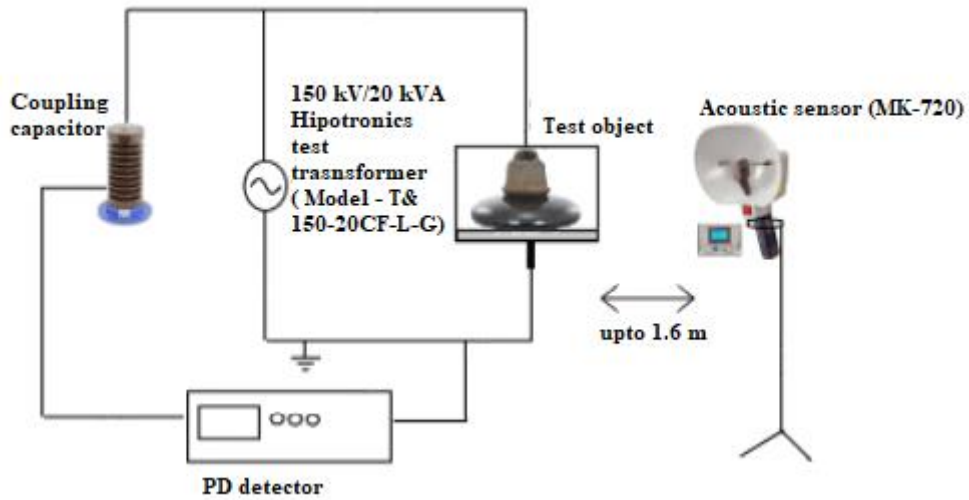 Coupling
capacitor
150 kV/20 kVA
Hipotronics
test
trasnsformer
( Model - T&
150-20CF-L-G)
Test object
Acoustic sensor (MK-720)
upto 1.6 m
PD detector